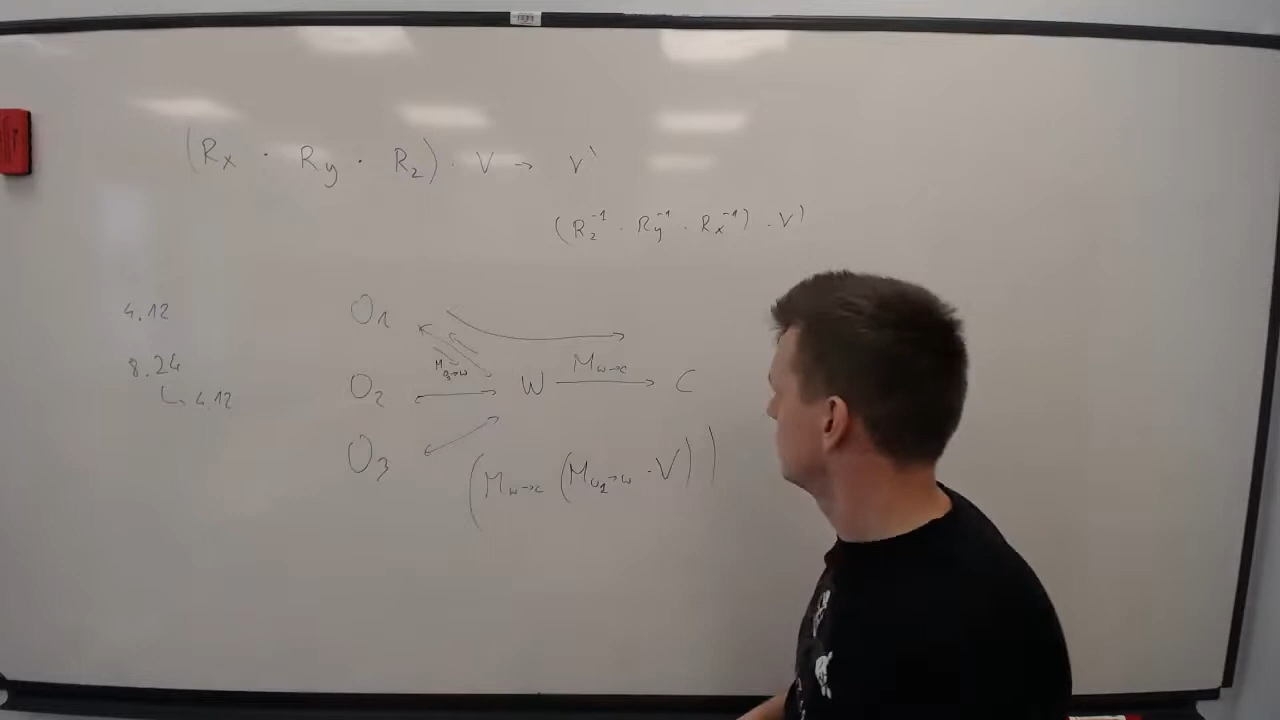 (Rx · Ry · Rz) · V → V`
(Rz⁻¹ · Ry⁻¹ · Rx⁻¹) · V)
4.12
O1
8.24
↳ 4.12
O2
W
M w→c
C
O3
(M w→c (M o1→w · V))